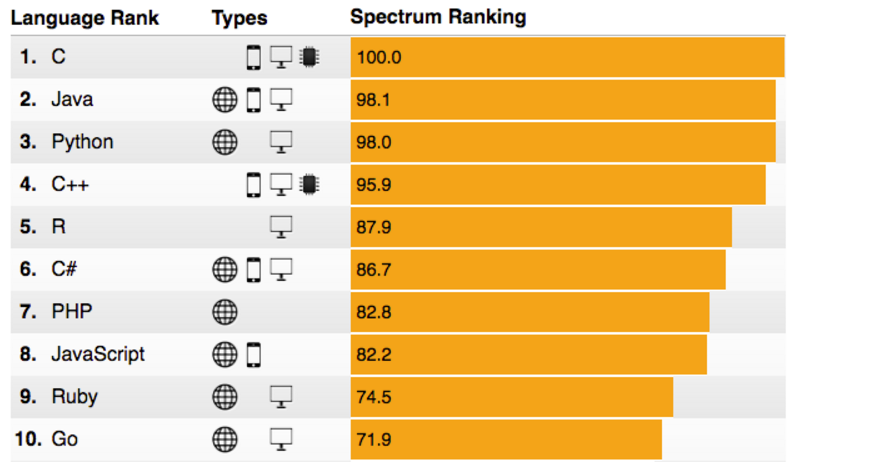 Language Rank Types Spectrum Ranking
1. C 100.0
2. Java 98.1
3. Python 98.0
4. C++ 95.9
5. R 87.9
6. C# 86.7
7. PHP 82.8
8. JavaScript 82.2
9. Ruby 74.5
10. Go 71.9